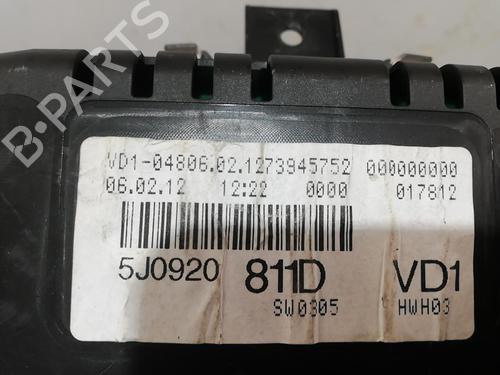 B-PARTS
VD1-04806.02.1273945752 000000000
06.02.12 12:22 0000 017812
5J0920 811D VD1
SW0305 HWH03